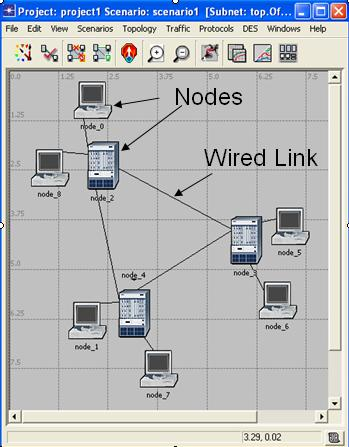 Project: project1 Scenario: scenario1 [Subnet: top.Of...
File Edit View Scenarios Topology Traffic Protocols DES Windows Help
0.0 1.25 2.5 3.75 5.0 6.25 7.5
Nodes
node_0
1.25
Wired Link
node_8
node_2
2.5
3.75
node_5
node_3
node_4
5.0
node_6
6.25
node_1
7.5
node_7
3.29, 0.02